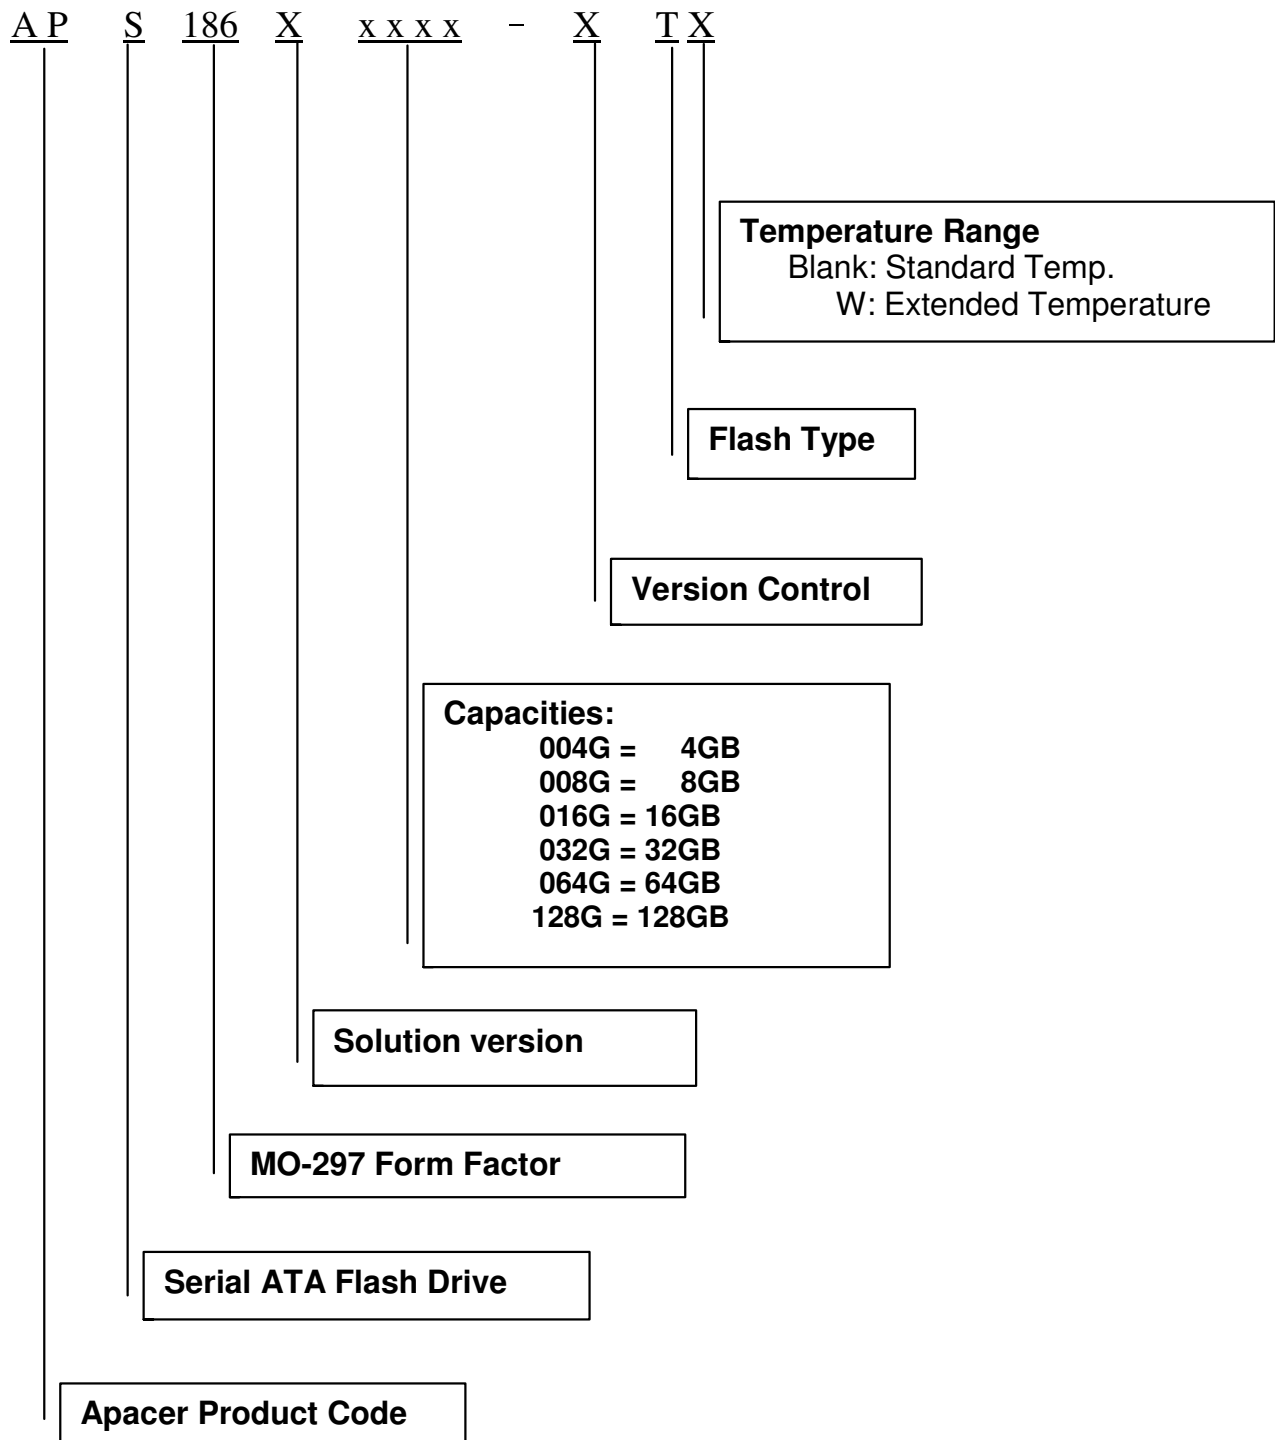 AP S 186 X xxxx - X T X
Temperature Range
Blank: Standard Temp.
W: Extended Temperature
Flash Type
Version Control
Capacities:
004G = 4GB
008G = 8GB
016G = 16GB
032G = 32GB
064G = 64GB
128G = 128GB
Solution version
MO-297 Form Factor
Serial ATA Flash Drive
Apacer Product Code